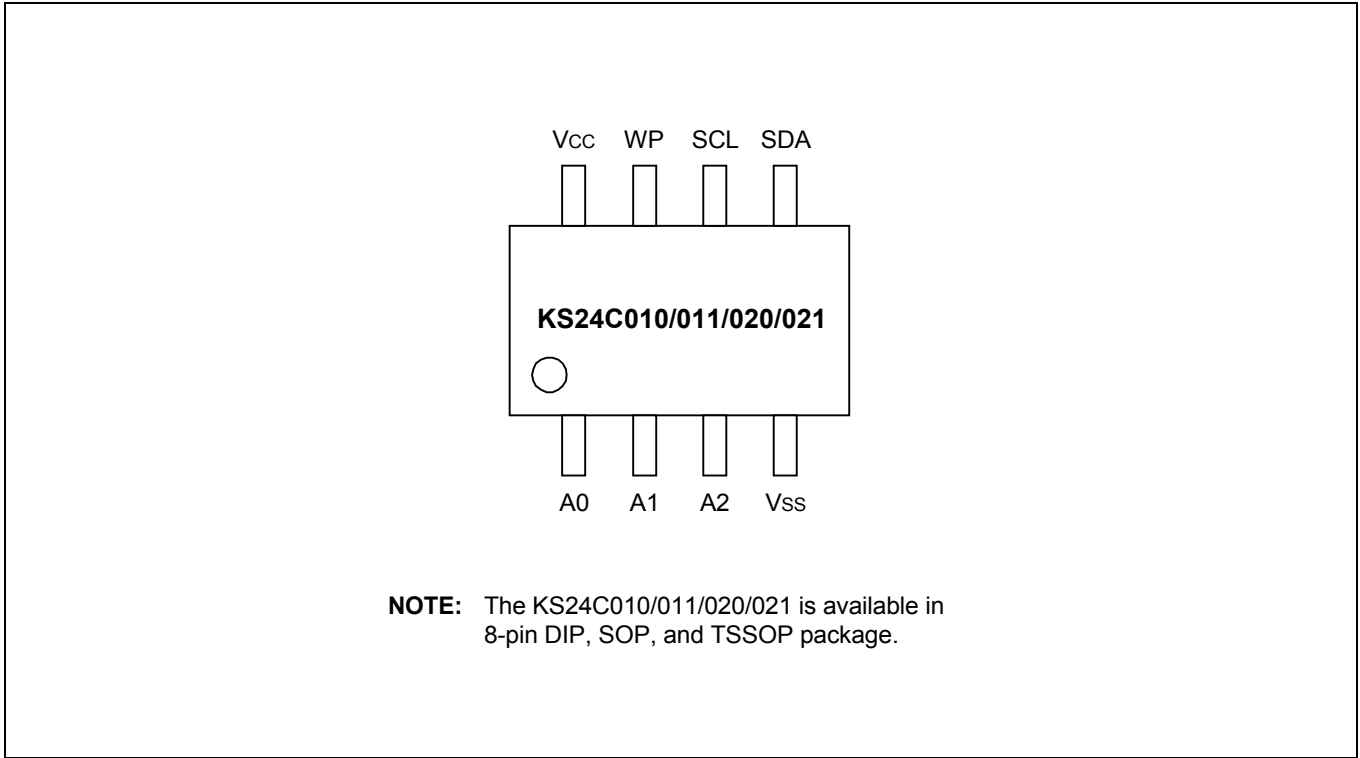 VCC WP SCL SDA
KS24C010/011/020/021
A0 A1 A2 VSS
NOTE: The KS24C010/011/020/021 is available in
8-pin DIP, SOP, and TSSOP package.